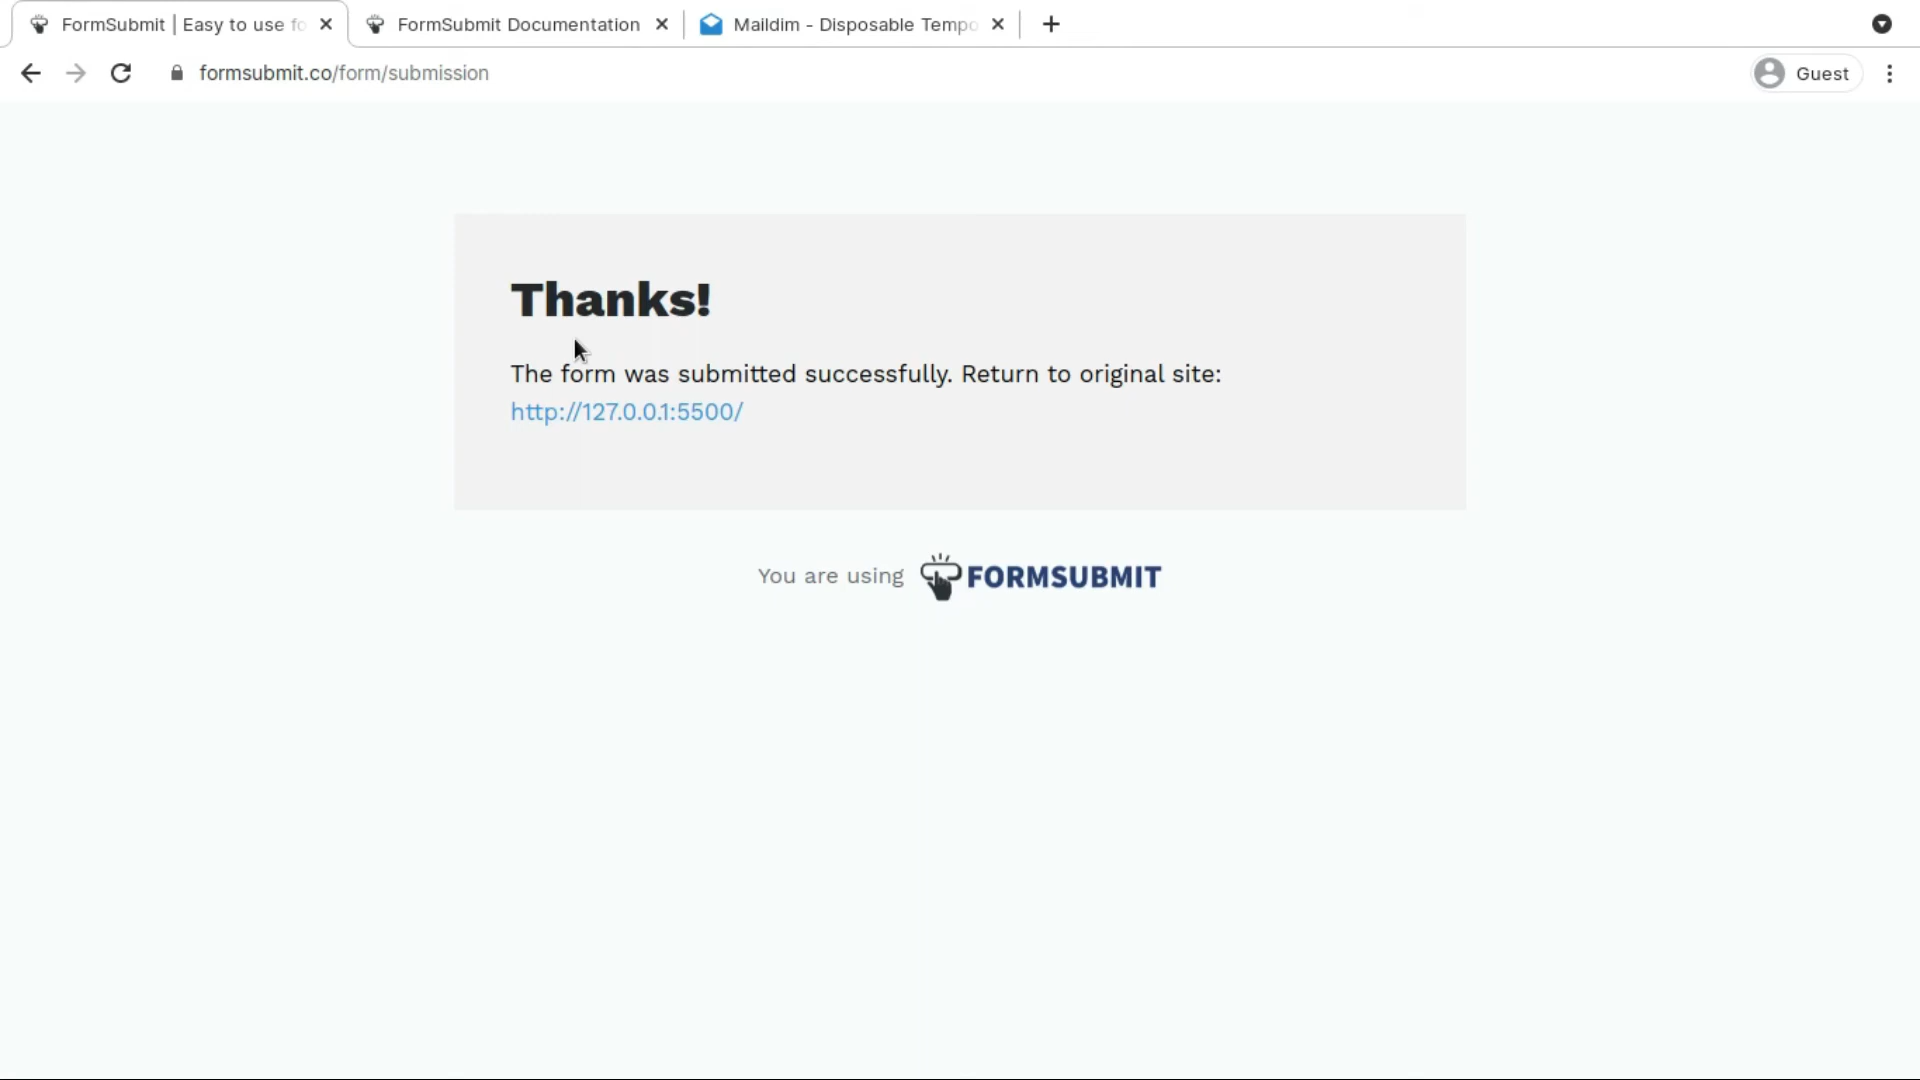 FormSubmit | Easy to use fo
FormSubmit Documentation
Maildim - Disposable Tempo
formsubmit.co/form/submission
Guest
Thanks!
The form was submitted successfully. Return to original site:
http://127.0.0.1:5500/
You are using FORMSUBMIT